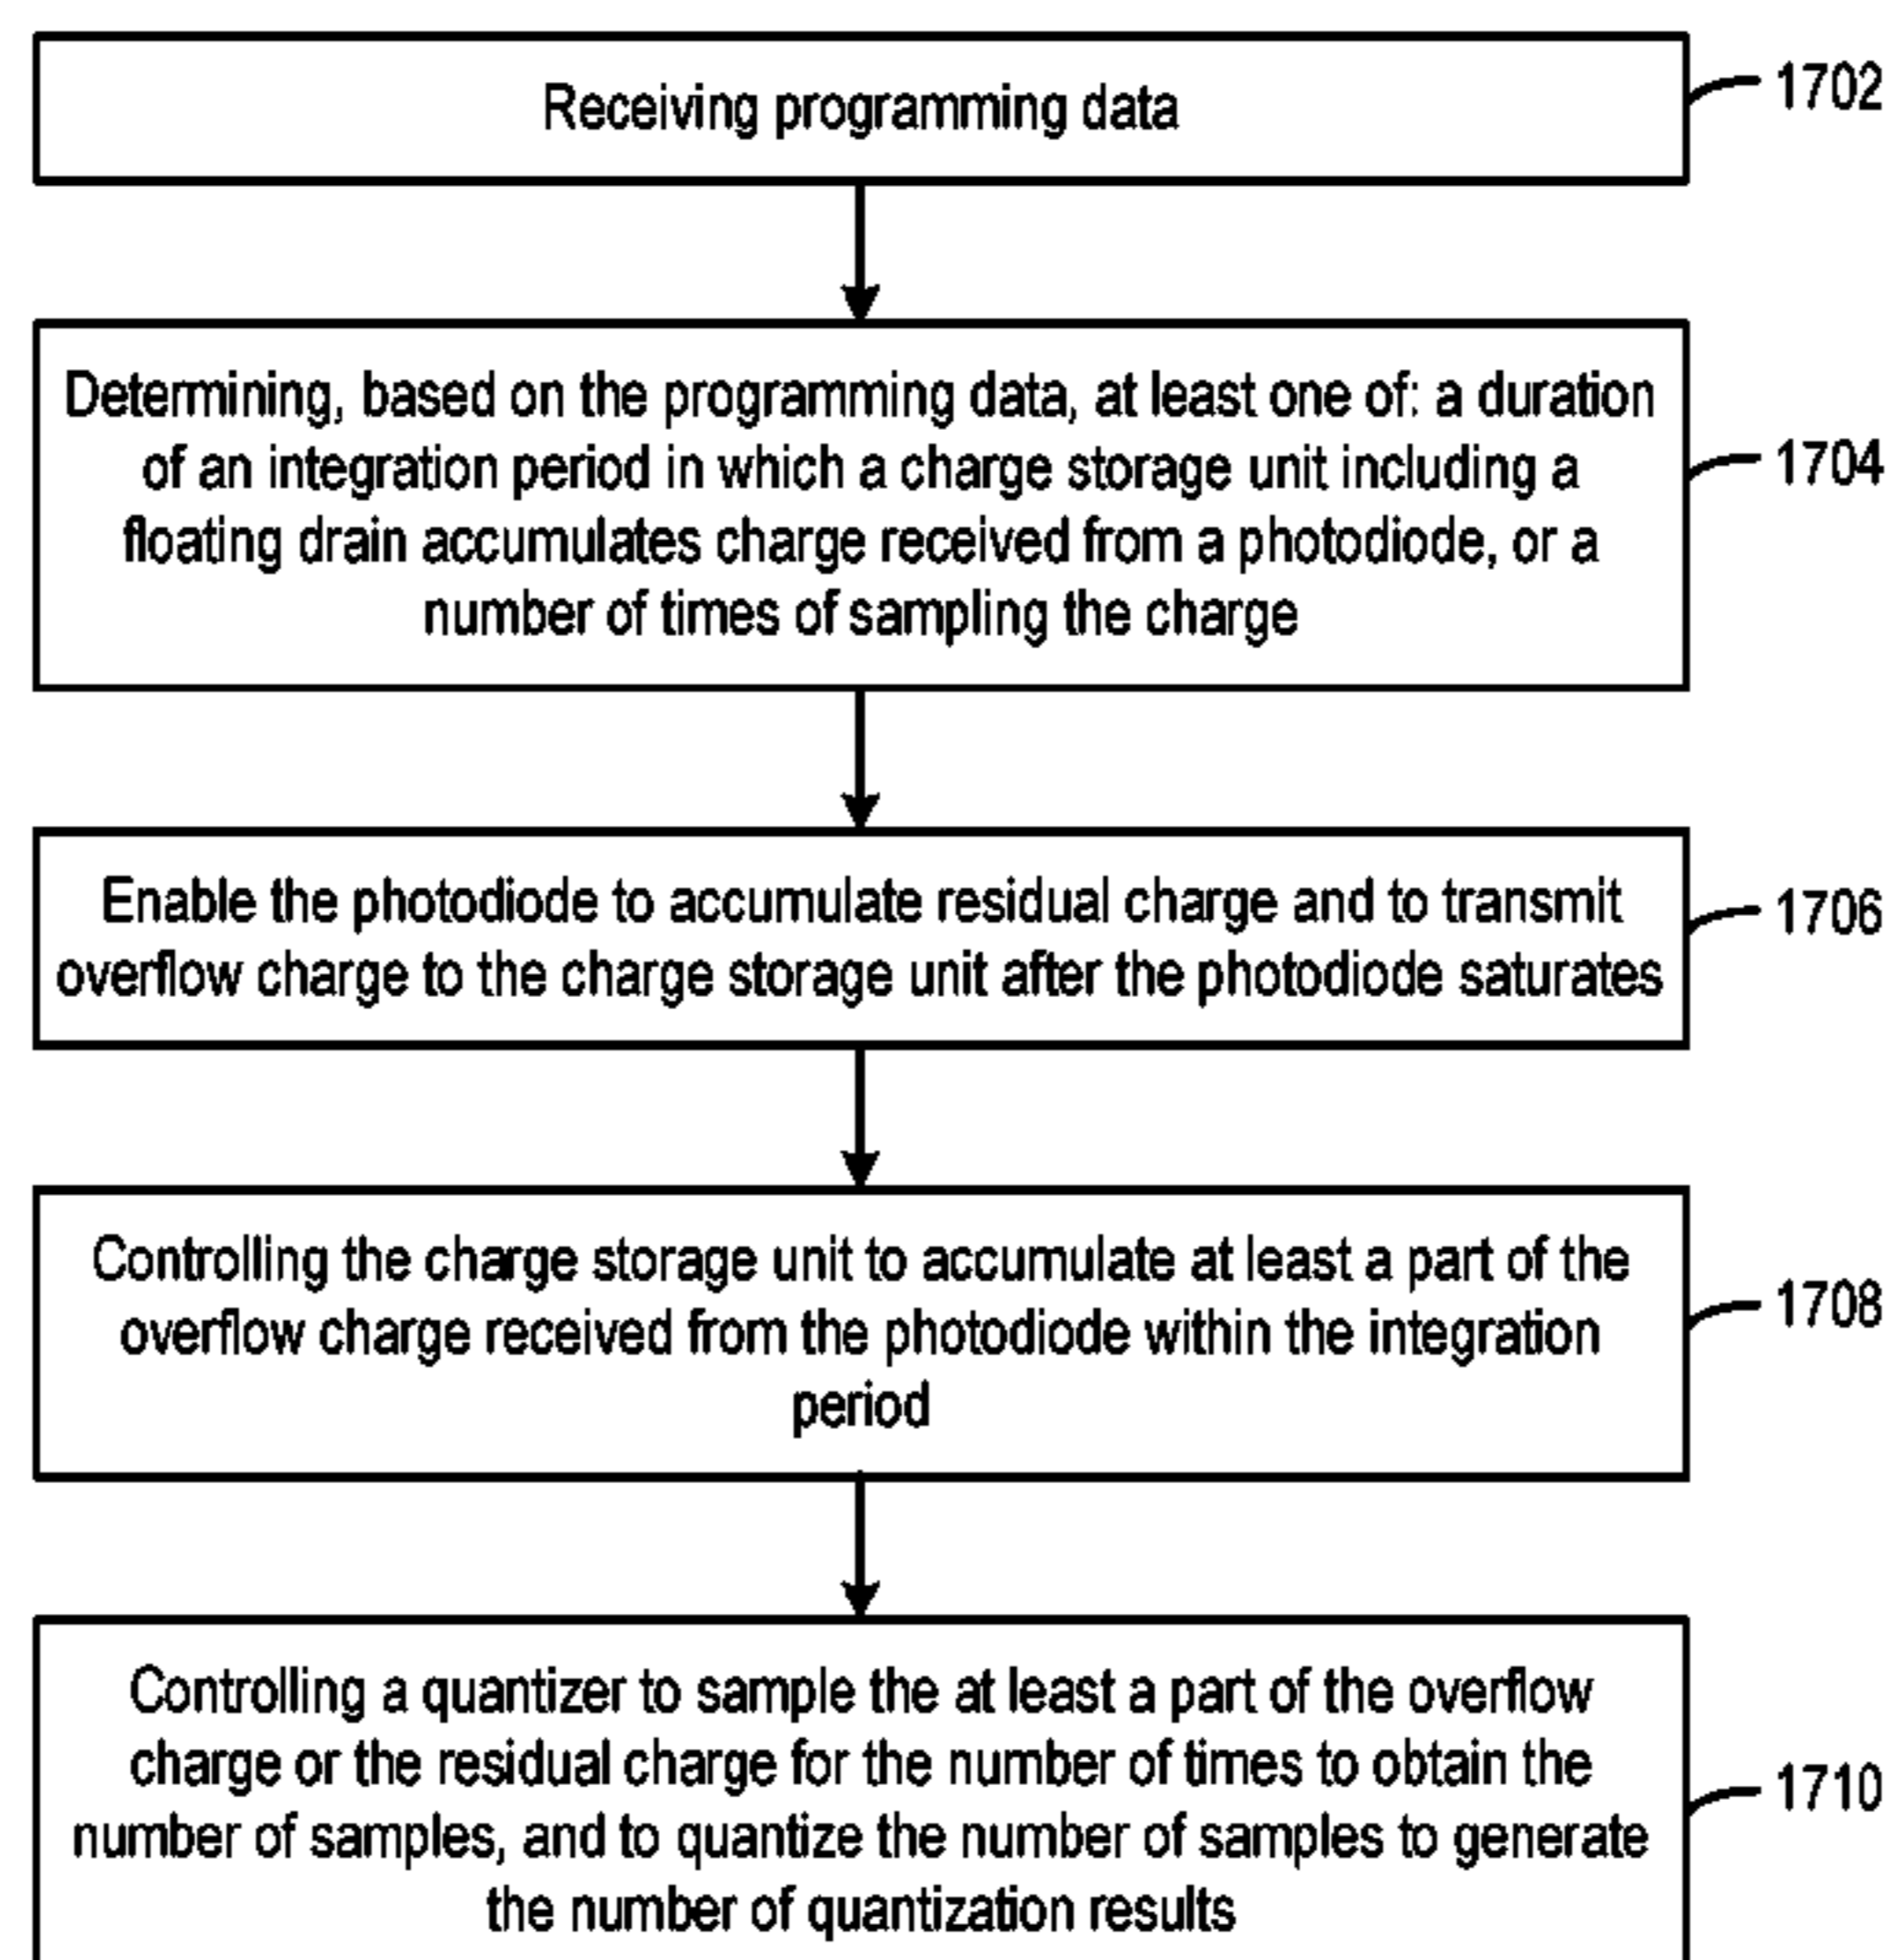 Receiving programming data
1702
Determining, based on the programming data, at least one of: a duration
of an integration period in which a charge storage unit including a
floating drain accumulates charge received from a photodiode, or a
number of times of sampling the charge
1704
Enable the photodiode to accumulate residual charge and to transmit
overflow charge to the charge storage unit after the photodiode saturates
1706
Controlling the charge storage unit to accumulate at least a part of the
overflow charge received from the photodiode within the integration
period
1708
Controlling a quantizer to sample the at least a part of the overflow
charge or the residual charge for the number of times to obtain the
number of samples, and to quantize the number of samples to generate
the number of quantization results
1710